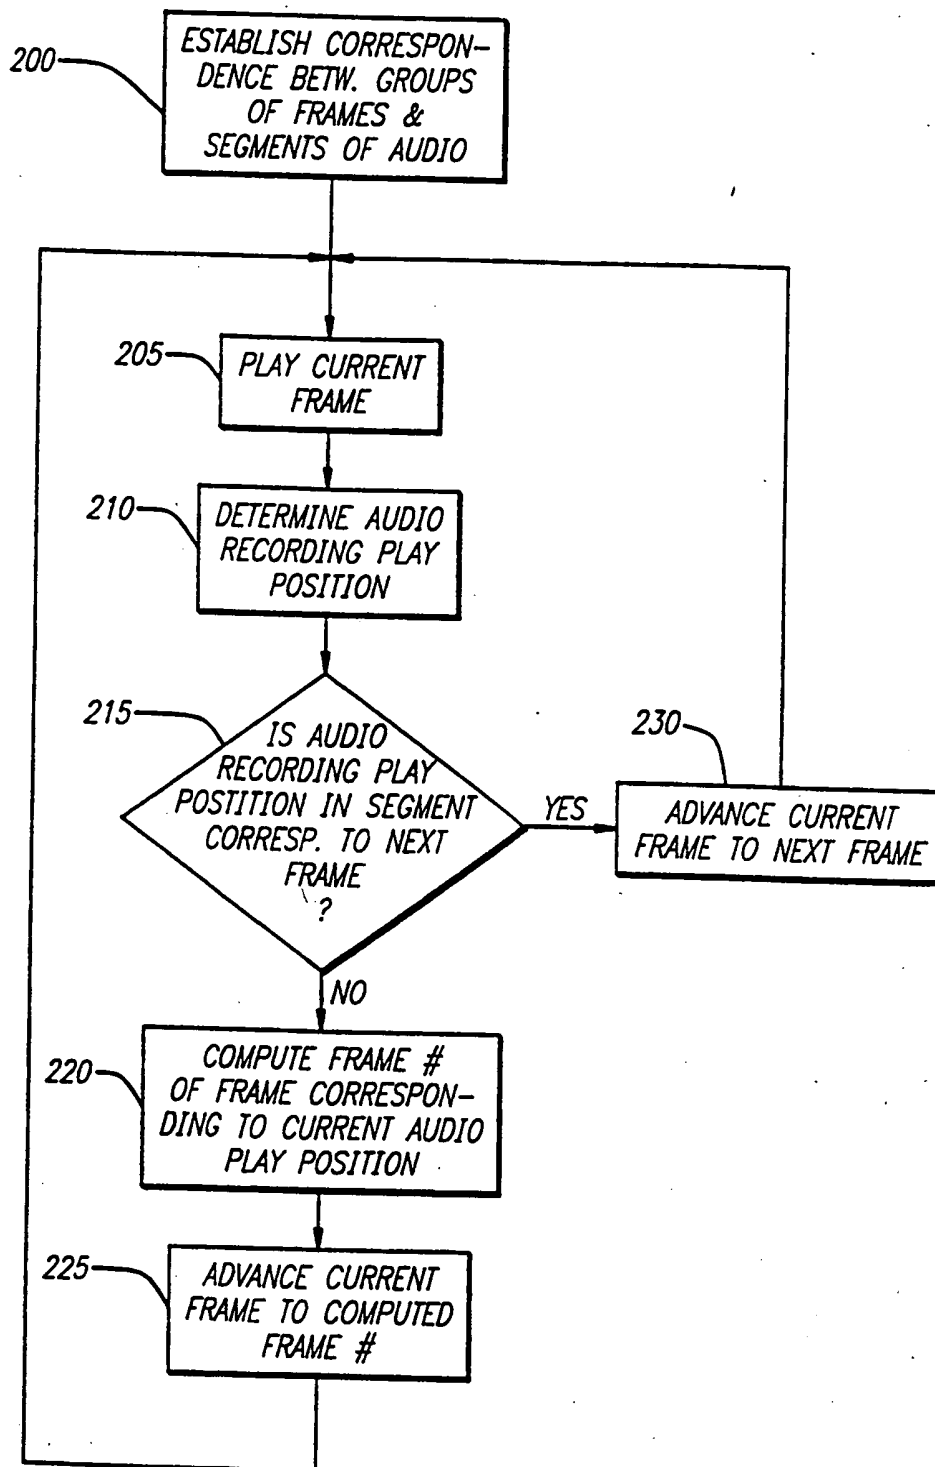 200
ESTABLISH CORRESPON-
DENCE BETW. GROUPS
OF FRAMES &
SEGMENTS OF AUDIO
205
PLAY CURRENT
FRAME
210
DETERMINE AUDIO
RECORDING PLAY
POSITION
215
IS AUDIO
RECORDING PLAY
POSTITION IN SEGMENT
CORRESP. TO NEXT
FRAME
?
YES
230
ADVANCE CURRENT
FRAME TO NEXT FRAME
NO
220
COMPUTE FRAME #
OF FRAME CORRESPON-
DING TO CURRENT AUDIO
PLAY POSITION
225
ADVANCE CURRENT
FRAME TO COMPUTED
FRAME #